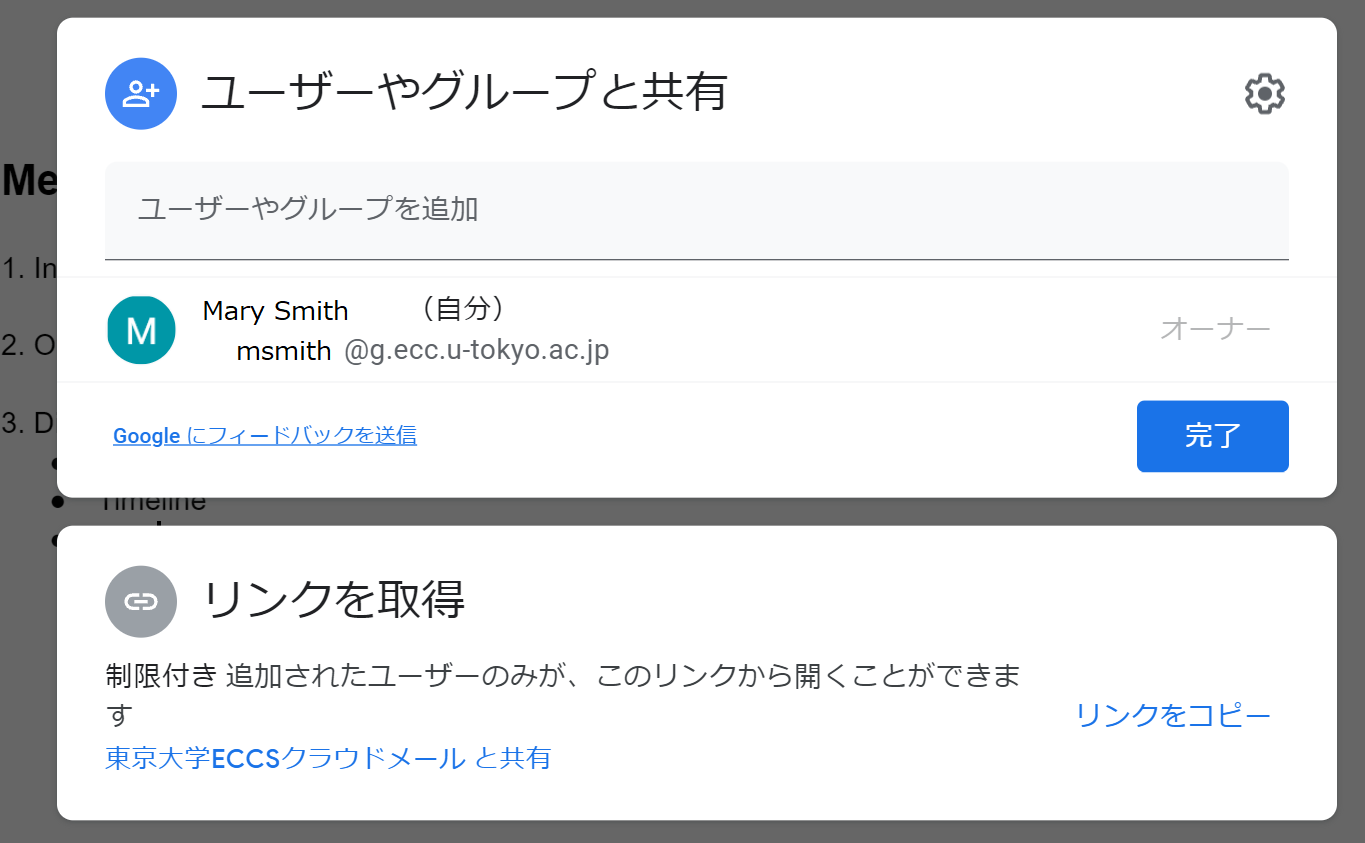 ユーザーやグループと共有
ユーザーやグループを追加
Me
1. In
2. O
3. D
Mary Smith （自分）
msmith @g.ecc.u-tokyo.ac.jp
オーナー
M
Google にフィードバックを送信
完了
Timeline
リンクを取得
制限付き 追加されたユーザーのみが、このリンクから開くことができま
す
リンクをコピー
東京大学ECCSクラウドメール と共有